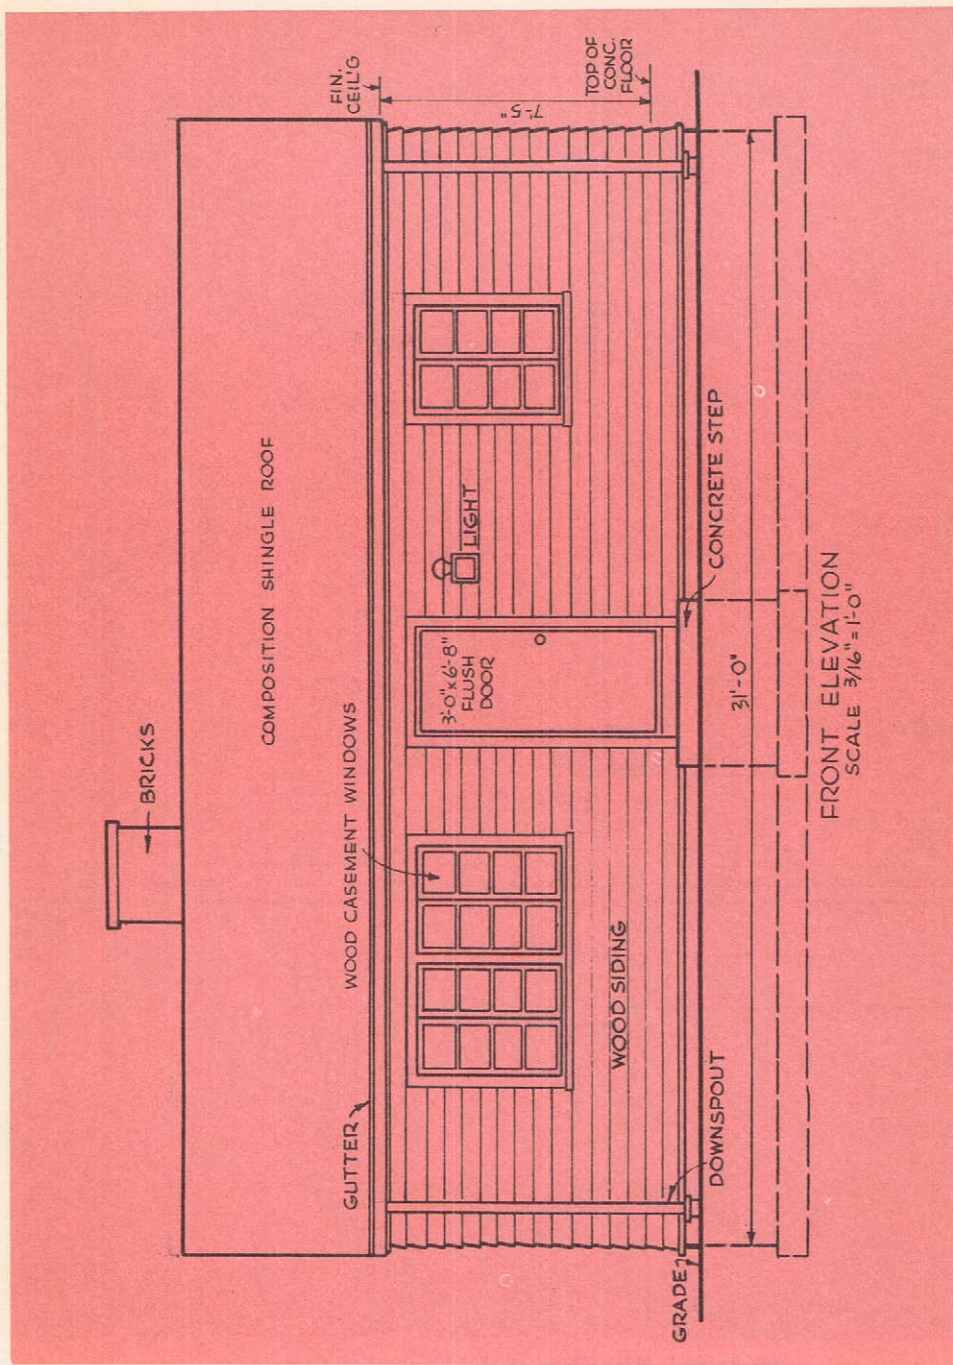 BRICKS
COMPOSITION SHINGLE ROOF
FIN.
CEIL'G
WOOD CASEMENT WINDOWS
GUTTER
7'-5"
3'-0"x6'-8"
FLUSH
DOOR
LIGHT
TOP OF
CONC.
FLOOR
WOOD SIDING
GRADE
DOWNSPOUT
CONCRETE STEP
31'-0"
FRONT ELEVATION
SCALE 3/16"=1'-0"